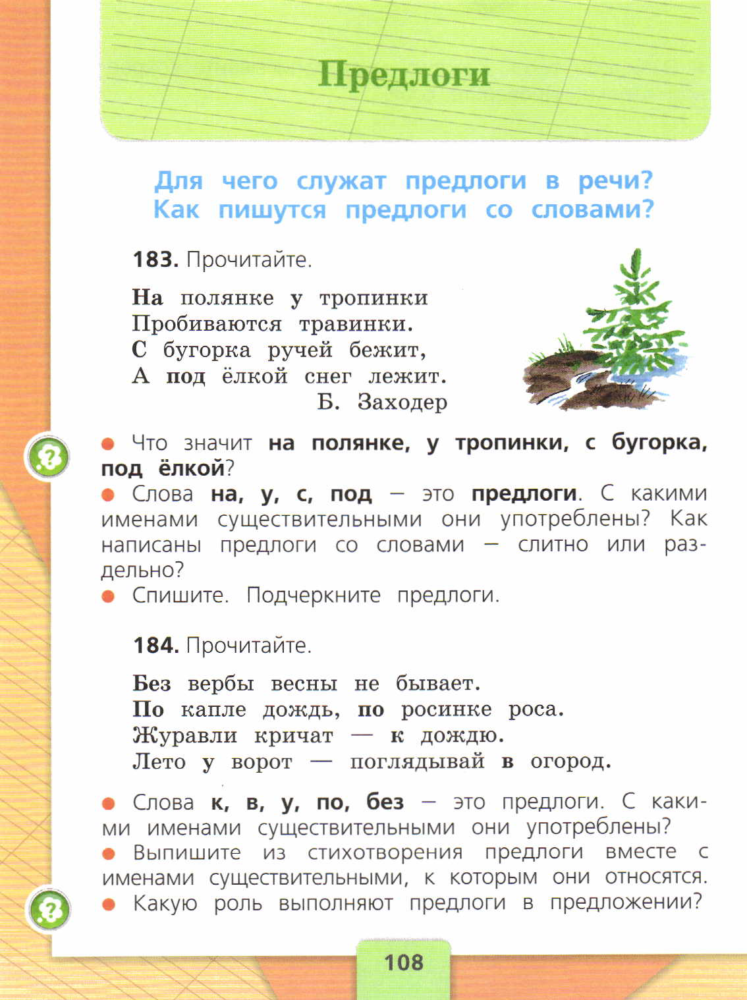 Предлоги
Для чего служат предлоги в речи?
Как пишутся предлоги со словами?
183. Прочитайте.
На полянке у тропинки
Пробиваются травинки.
С бугорка ручей бежит,
А под ёлкой снег лежит.
Б. Заходер
? ● Что значит на полянке, у тропинки, с бугорка,
под ёлкой?
● Слова на, у, с, под — это предлоги. С какими
именами существительными они употреблены? Как
написаны предлоги со словами — слитно или раз-
дельно?
● Спишите. Подчеркните предлоги.
184. Прочитайте.
Без вербы весны не бывает.
По капле дождь, по росинке роса.
Журавли кричат — к дождю.
Лето у ворот — поглядывай в огород.
● Слова к, в, у, по, без — это предлоги. С каки-
ми именами существительными они употреблены?
● Выпишите из стихотворения предлоги вместе с
именами существительными, к которым они относятся.
? ● Какую роль выполняют предлоги в предложении?
108